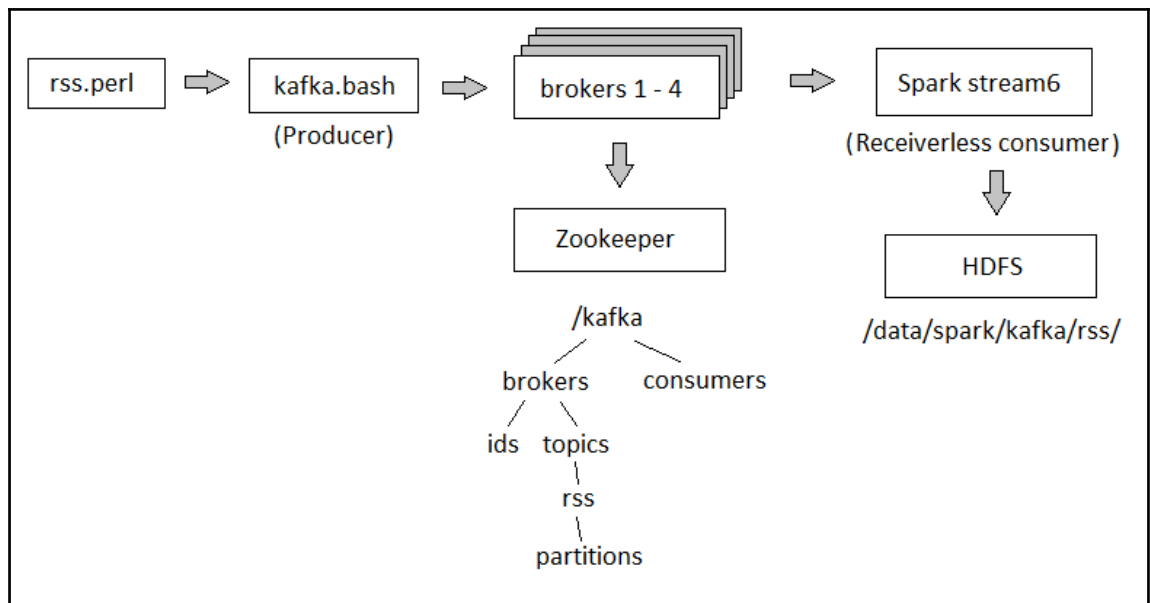 rss.perl
kafka.bash
(Producer)
brokers 1 - 4
Spark stream6
(Receiverless consumer)
Zookeeper
HDFS
/data/spark/kafka/rss/
/kafka
brokers
consumers
ids
topics
rss
partitions